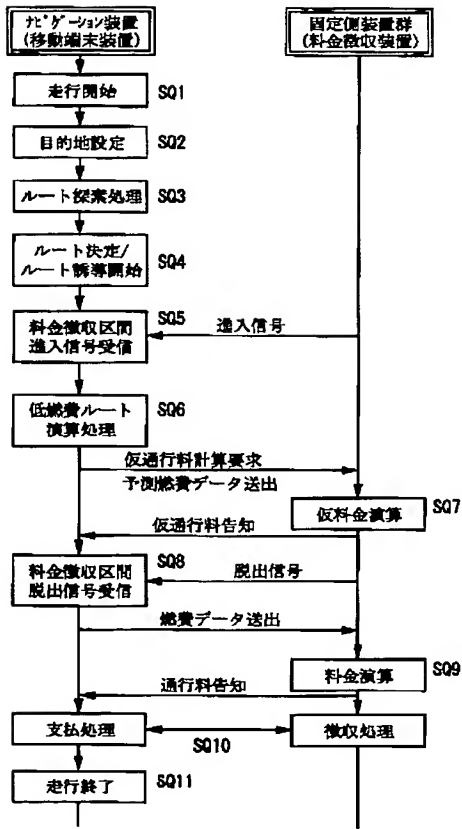 ナビゲーション装置
(移動端末装置)
固定側装置群
(料金徴収装置)
走行開始
SQ1
目的地設定
SQ2
ルート探索処理
SQ3
ルート決定/
ルート誘導開始
SQ4
料金徴収区間
進入信号受信
SQ5
進入信号
低燃費ルート
演算処理
SQ6
仮通行料計算要求
予測燃費データ送出
仮料金演算
SQ7
仮通行料告知
料金徴収区間
脱出信号受信
SQ8
脱出信号
燃費データ送出
料金演算
SQ9
通行料告知
支払処理
徴収処理
SQ10
走行終了
SQ11